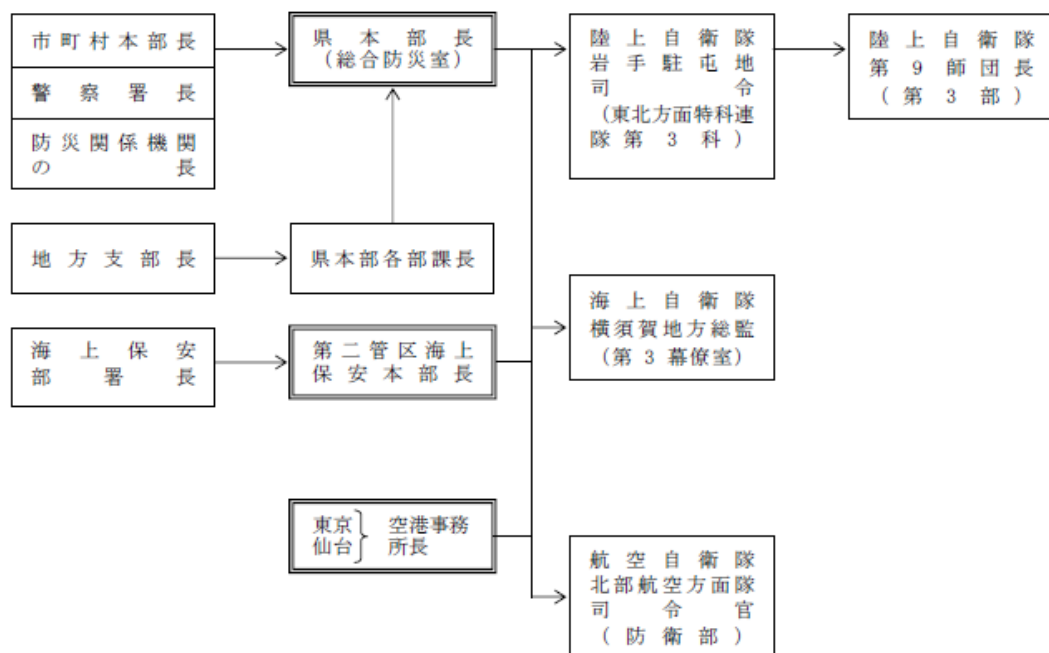 市町村本部長
警察署長
防災関係機関
の長
県本部長
(総合防災室)
陸上自衛隊
岩手駐屯地
司令
(東北方面特科連
隊第3科)
陸上自衛隊
第9師団長
(第3部)
地方支部長
県本部各部課長
海上自衛隊
横須賀地方総監
(第3幕僚室)
海上保安
部署長
第二管区海上
保安本部長
東京
仙台
空港事務
所長
航空自衛隊
北部航空方面隊
司令官
(防衛部)